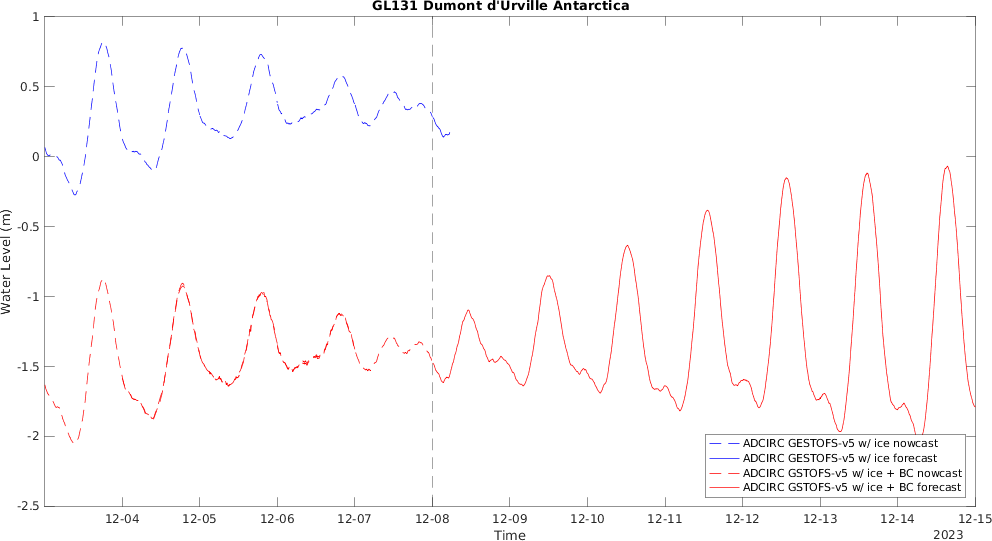 GL131 Dumont d'Urville Antarctica
1
0.5
0
-0.5
-1
-1.5
-2
-2.5
Water Level (m)
12-04 12-05 12-06 12-07 12-08 12-09 12-10 12-11 12-12 12-13 12-14 12-15
Time
2023
ADCIRC GESTOFS-v5 w/ ice nowcast
ADCIRC GESTOFS-v5 w/ ice forecast
ADCIRC GSTOFS-v5 w/ ice + BC nowcast
ADCIRC GSTOFS-v5 w/ ice + BC forecast